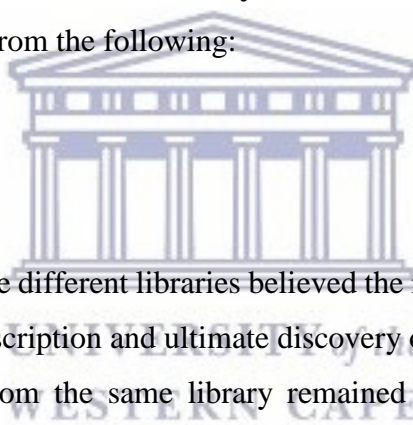 rom the following:
e different libraries believed the
scription and ultimate discovery
UNIVERSITY of the
om the same library remained
WESTERN CAPE